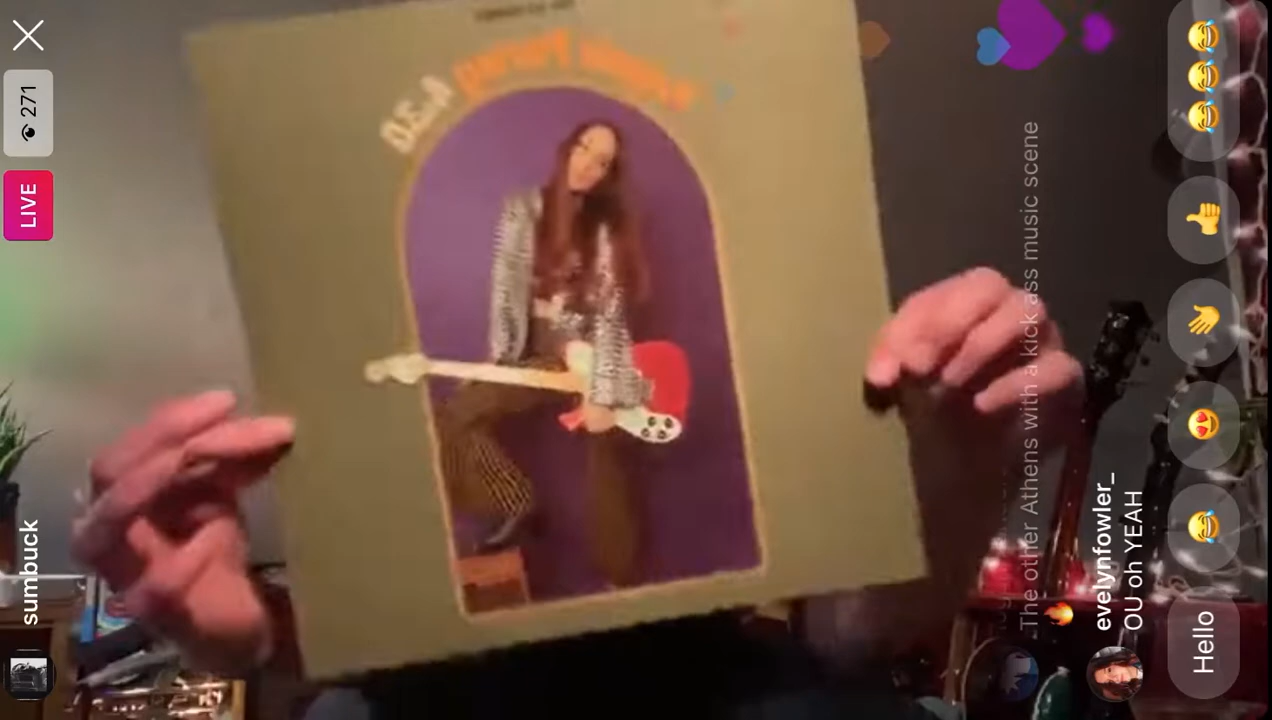 271
LIVE
sumbuck
The other Athens with a kick ass music scene
🔥
evelynfowler_
OU oh YEAH
Hello
😂😂😂
👍
👋
😍
😂